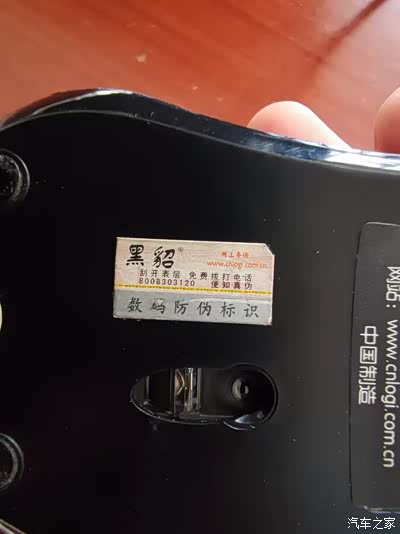 黑貂®
网上查询
www.cnlogi.com.cn
刮开表层 免费拨打电话
8008303120 便知真伪
数码防伪标识
网站：www.cnlogi.com.cn
中国制造
汽车之家